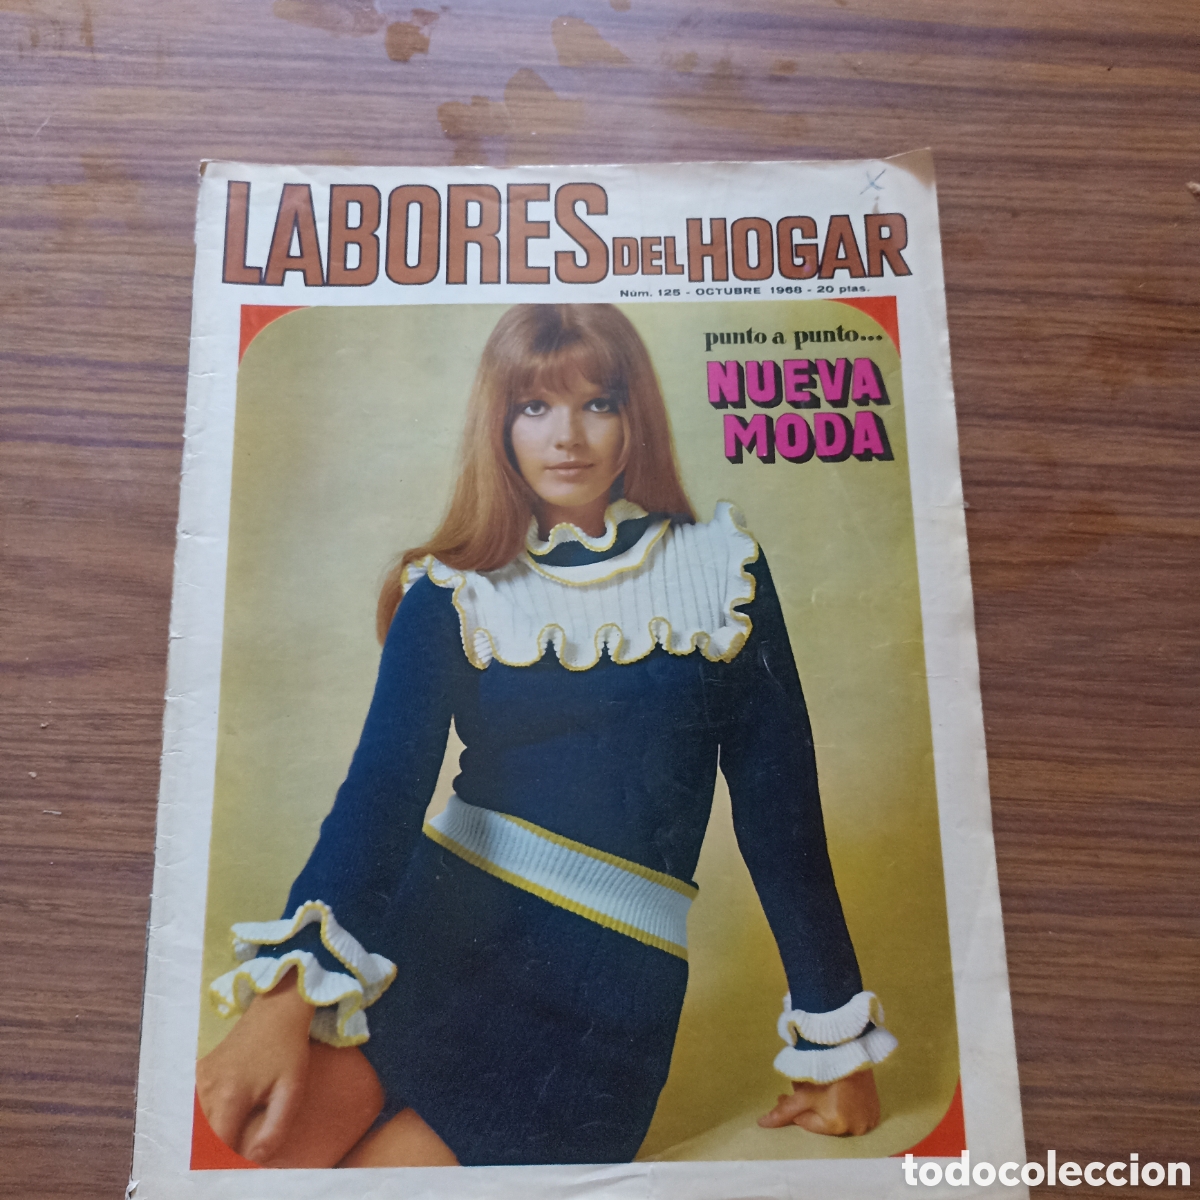 LABORES DEL HOGAR
Núm. 125 - OCTUBRE 1968 - 20 ptas.
punto a punto...
NUEVA
MODA
todocoleccion